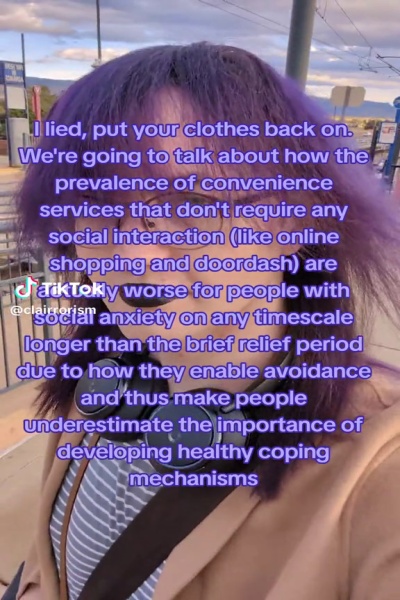 I lied, put your clothes back on.
We're going to talk about how the
prevalence of convenience
services that don't require any
social interaction (like online
shopping and doordash) are
TikTok
worse for people with
@clairrorism
social anxiety on any timescale
longer than the brief relief period
due to how they enable avoidance
and thus make people
underestimate the importance of
developing healthy coping
mechanisms